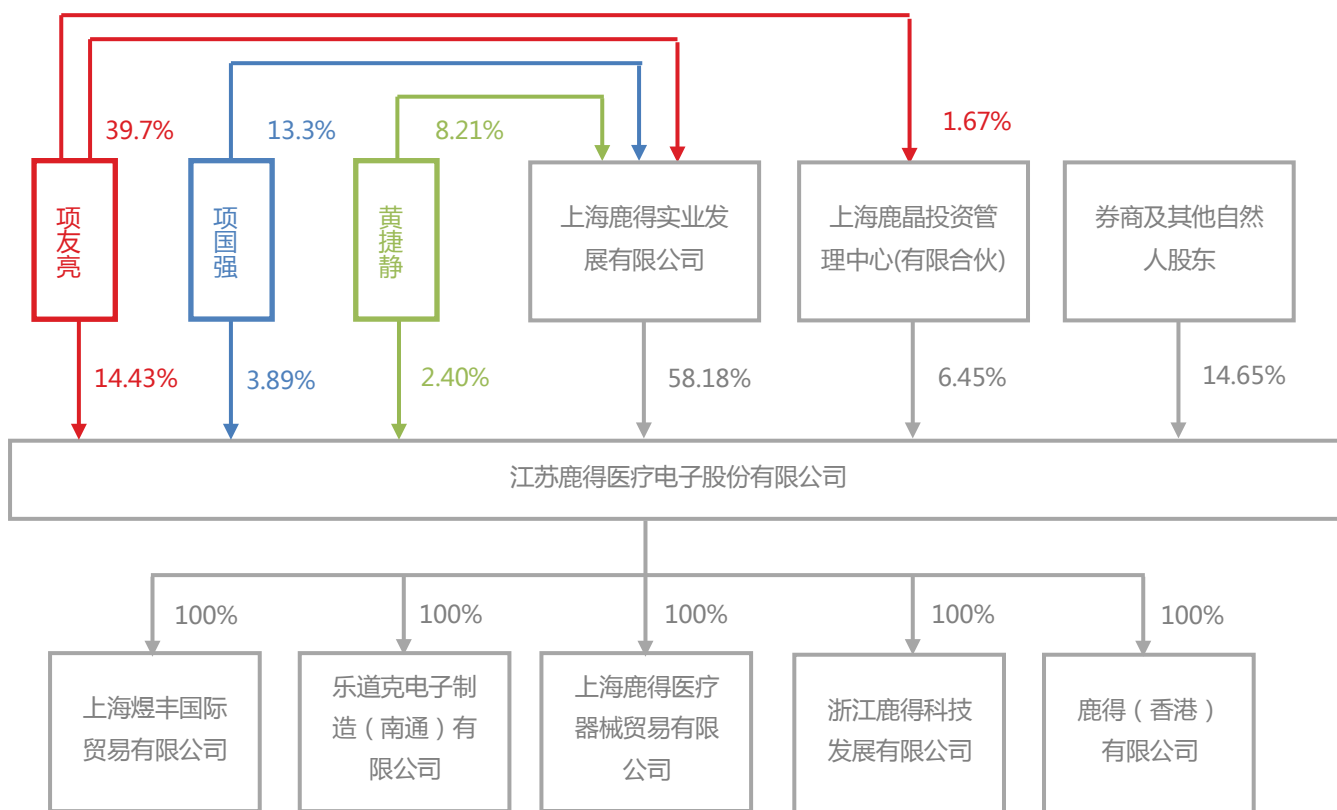 39.7%
13.3%
8.21%
1.67%
项友亮
项国强
黄捷静
上海鹿得实业发
展有限公司
上海鹿晶投资管
理中心(有限合伙)
券商及其他自然
人股东
14.43%
3.89%
2.40%
58.18%
6.45%
14.65%
江苏鹿得医疗电子股份有限公司
100%
100%
100%
100%
100%
上海煜丰国际
贸易有限公司
乐道克电子制
造（南通）有
限公司
上海鹿得医疗
器械贸易有限
公司
浙江鹿得科技
发展有限公司
鹿得（香港）
有限公司